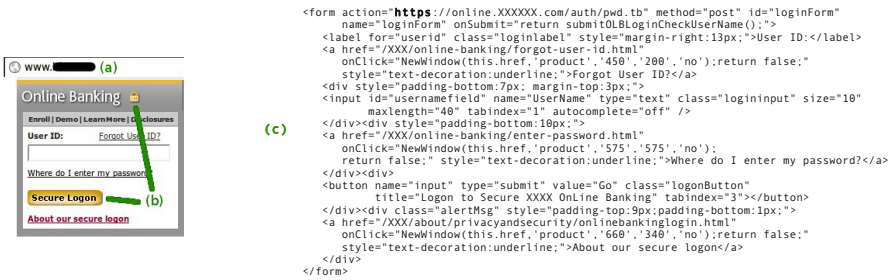 www. (a)
Online Banking
Enroll | Demo | Learn More | Disclosures
User ID: Forgot User ID?
Where do I enter my password?
Secure Logon
(b)
About our secure logon
(c)
<form action="https://online.XXXXXX.com/auth/pwd.tb" method="post" id="loginForm"
name="loginForm" onSubmit="return submitOLBLoginCheckUserName();">
<label for="userid" class="loginlabel" style="margin-right:13px;">User ID:</label>
<a href="/XXX/online-banking/forgot-user-id.html"
onClick="NewWindow(this.href,'product','450','200','no');return false;"
style="text-decoration:underline;">Forgot User ID?</a>
<div style="padding-bottom:7px; margin-top:3px;">
<input id="usernamefield" name="UserName" type="text" class="logininput" size="10"
maxlength="40" tabindex="1" autocomplete="off" />
</div><div style="padding-bottom:10px;">
<a href="/XXX/online-banking/enter-password.html"
onClick="NewWindow(this.href,'product','575','575','no');
return false;" style="text-decoration:underline;">Where do I enter my password?</a>
</div><div>
<button name="input" type="submit" value="Go" class="logonButton"
title="Logon to Secure XXXX OnLine Banking" tabindex="3"></button>
</div><div class="alertMsg" style="padding-top:9px;padding-bottom:1px;">
<a href="/XXX/about/privacyandsecurity/onlinebankinglogin.html"
onClick="NewWindow(this.href,'product','660','340','no');return false;"
style="text-decoration:underline;">About our secure logon</a>
</div>
</form>